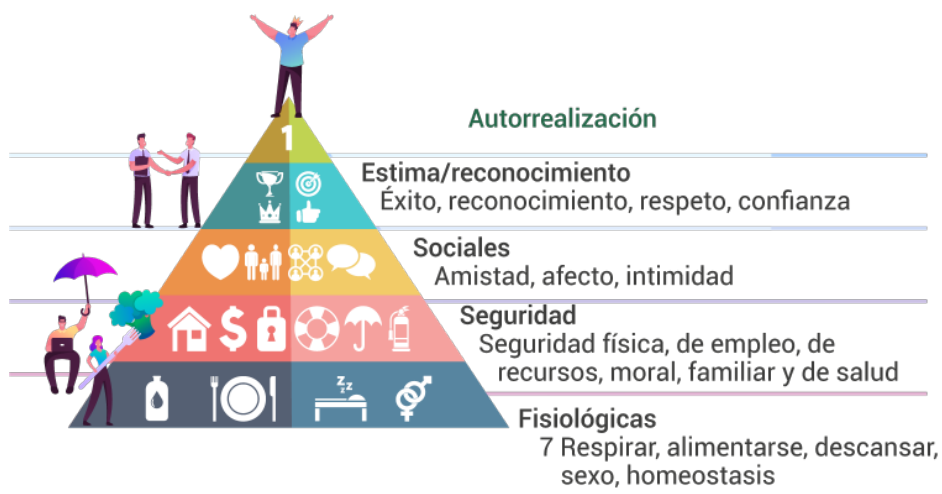 Autorrealización
1
Estima/reconocimiento
Éxito, reconocimiento, respeto, confianza
Sociales
Amistad, afecto, intimidad
Seguridad
Seguridad física, de empleo, de
recursos, moral, familiar y de salud
z z z
Fisiológicas
7 Respirar, alimentarse, descansar,
sexo, homeostasis